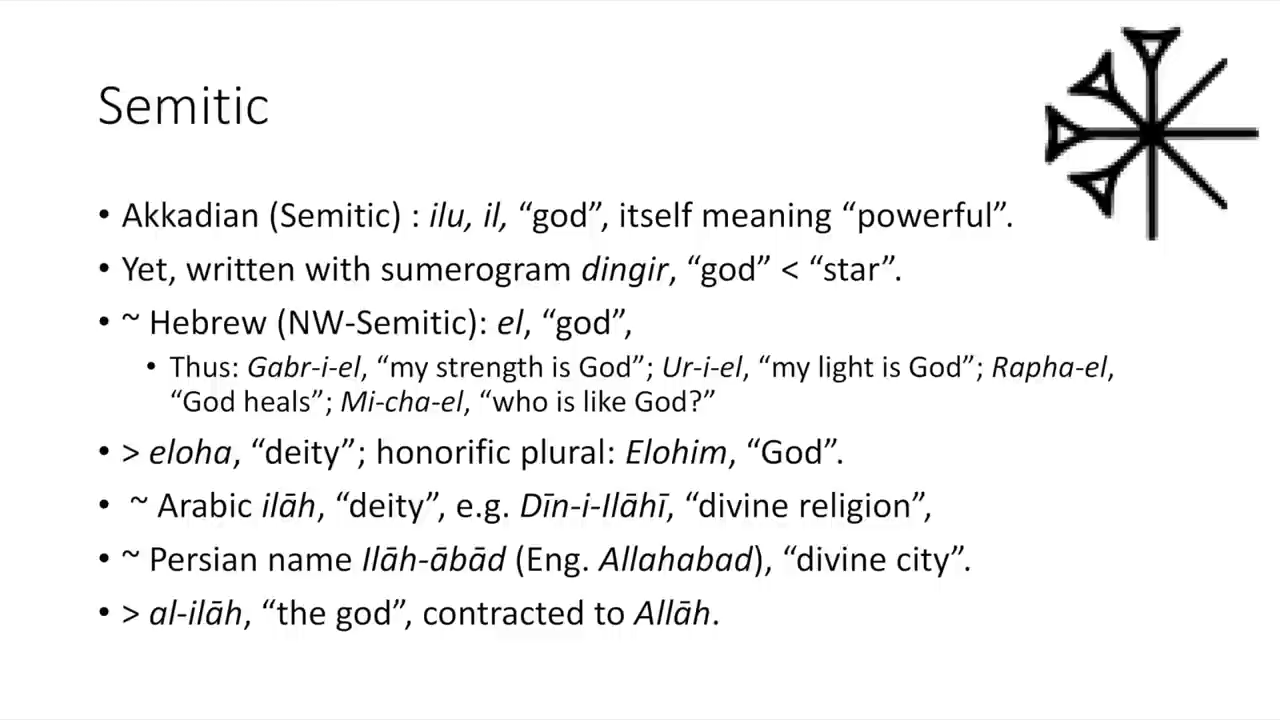 Semitic
• Akkadian (Semitic) : ilu, il, “god”, itself meaning “powerful”.
• Yet, written with sumerogram dingir, “god” < “star”.
• ~ Hebrew (NW-Semitic): el, “god”,
• Thus: Gabr-i-el, “my strength is God”; Ur-i-el, “my light is God”; Rapha-el,
“God heals”; Mi-cha-el, “who is like God?”
• > eloha, “deity”; honorific plural: Elohim, “God”.
• ~ Arabic ilāh, “deity”, e.g. Dīn-i-Ilāhī, “divine religion”,
• ~ Persian name Ilāh-ābād (Eng. Allahabad), “divine city”.
• > al-ilāh, “the god”, contracted to Allāh.